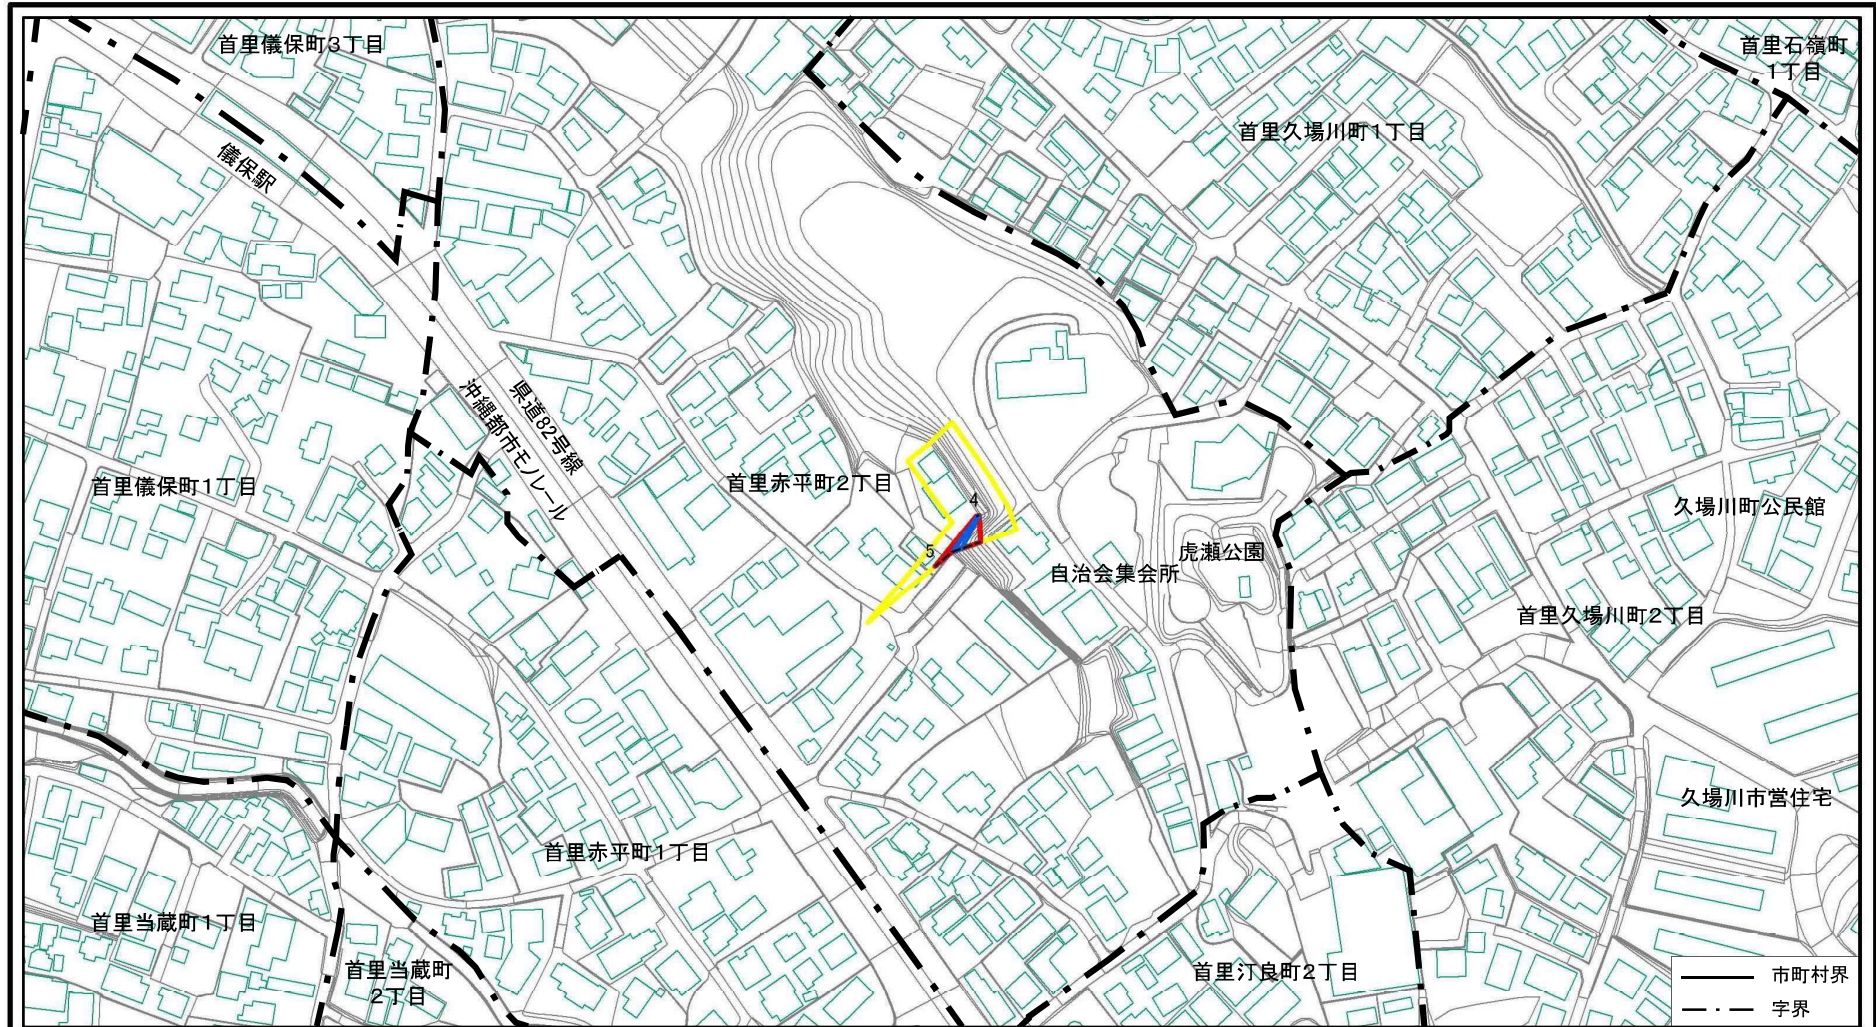 首里儀保町3丁目
首里石嶺町
1丁目
首里久場川町1丁目
儀保駅
県道82号線
沖縄都市モノレール
首里儀保町1丁目
首里赤平町2丁目
4
5
久場川町公民館
虎瀬公園
自治会集会所
首里久場川町2丁目
久場川市営住宅
首里赤平町1丁目
首里当蔵町1丁目
首里当蔵町
2丁目
首里汀良町2丁目
市町村界
字界